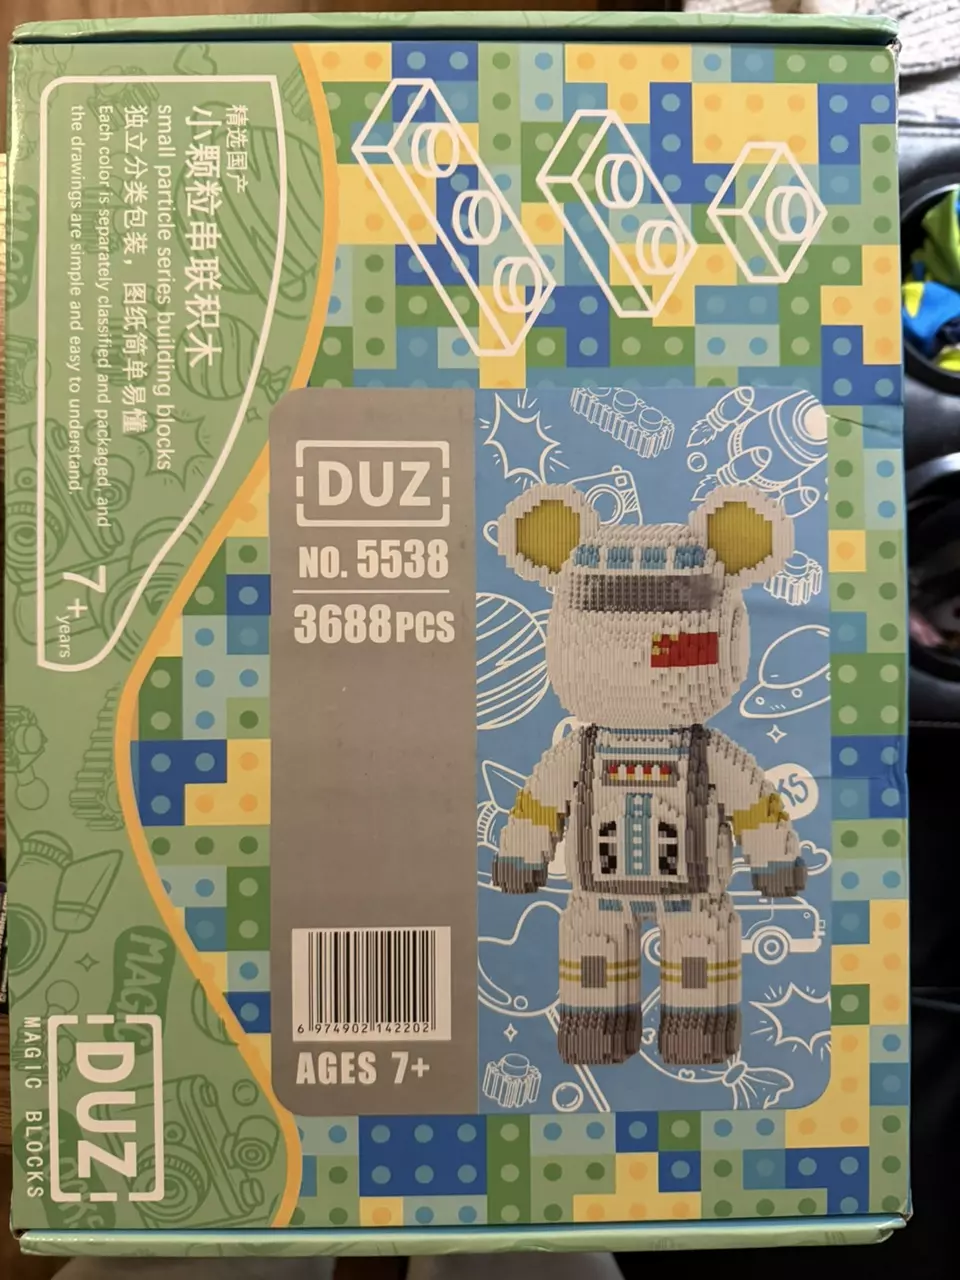 精选国产
小颗粒串联积木
small particle series building blocks
独立分类包装，图纸简单易懂
Each color is separately classified and packaged, and
the drawings are simple and easy to understand.
7+years
DUZ
NO. 5538
3688PCS
6 974902 142202
AGES 7+
DUZ
MAGIC BLOCKS